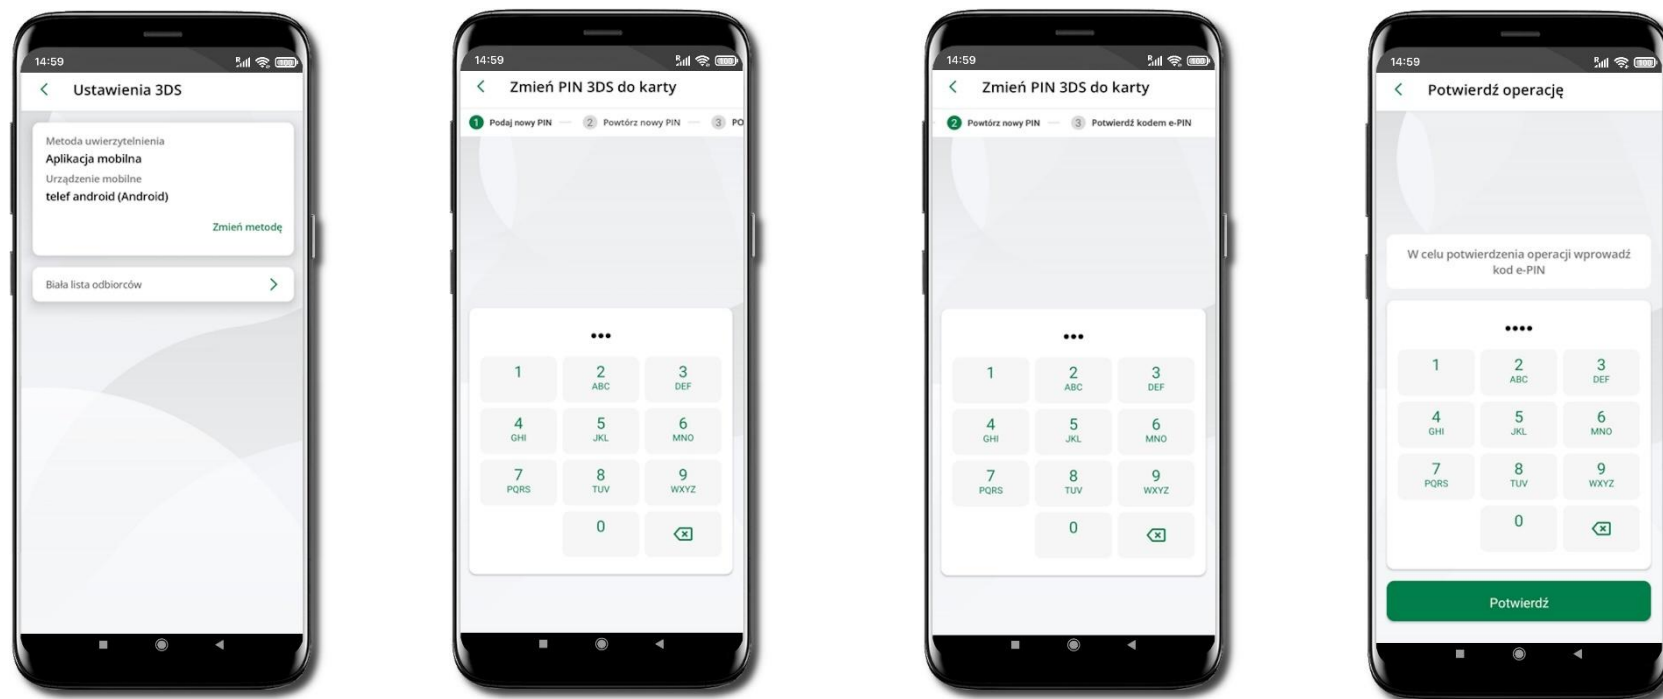 14:59
Ustawienia 3DS
Metoda uwierzytelnienia
Aplikacja mobilna
Urządzenie mobilne
telef android (Android)
Zmień metodę
Biała lista odbiorców
14:59
Zmień PIN 3DS do karty
1 Podaj nowy PIN 2 Powtórz nowy PIN 3 PO
1 2 3
ABC DEF
4 5 6
GHI JKL MNO
7 8 9
PQRS TUV WXYZ
0
14:59
Zmień PIN 3DS do karty
2 Powtórz nowy PIN 3 Potwierdź kodem e-PIN
1 2 3
ABC DEF
4 5 6
GHI JKL MNO
7 8 9
PQRS TUV WXYZ
0
14:59
Potwierdź operację
W celu potwierdzenia operacji wprowadź
kod e-PIN
1 2 3
ABC DEF
4 5 6
GHI JKL MNO
7 8 9
PQRS TUV WXYZ
0
Potwierdź